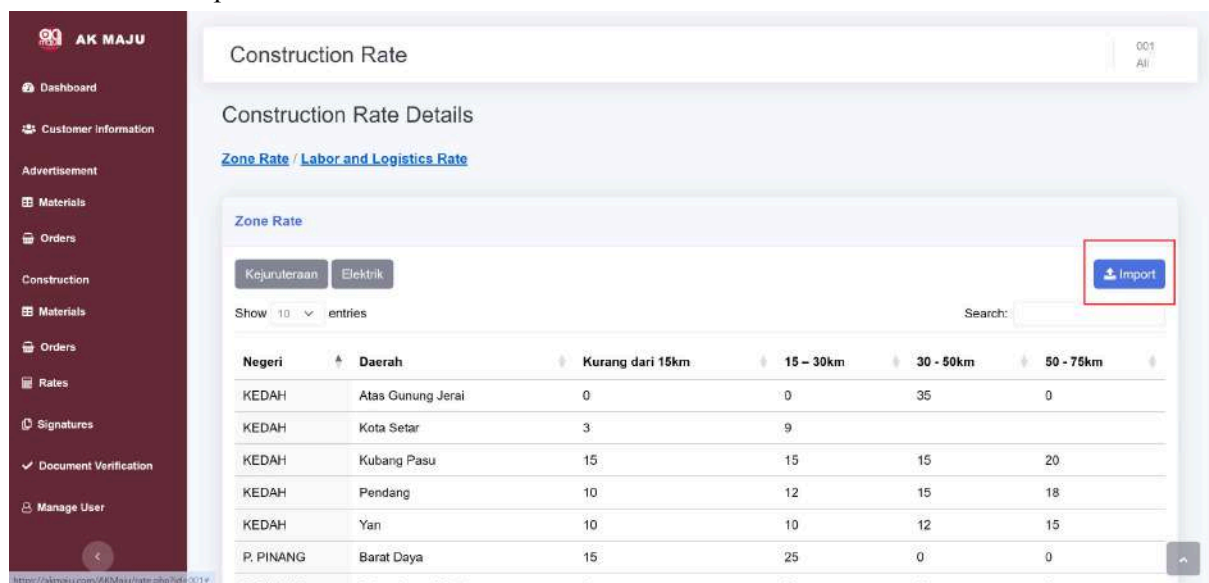 AK MAJU
Dashboard
Customer Information
Advertisement
Materials
Orders
Construction
Materials
Orders
Rates
Signatures
Document Verification
Manage User
Construction Rate
001
Ali
Construction Rate Details
Zone Rate / Labor and Logistics Rate
Zone Rate
Kejuruteraan Elektrik Import
Show 10 entries Search:
Negeri Daerah Kurang dari 15km 15 – 30km 30 - 50km 50 - 75km
KEDAH Atas Gunung Jerai 0 0 35 0
KEDAH Kota Setar 3 9
KEDAH Kubang Pasu 15 15 15 20
KEDAH Pendang 10 12 15 18
KEDAH Yan 10 10 12 15
P. PINANG Barat Daya 15 25 0 0